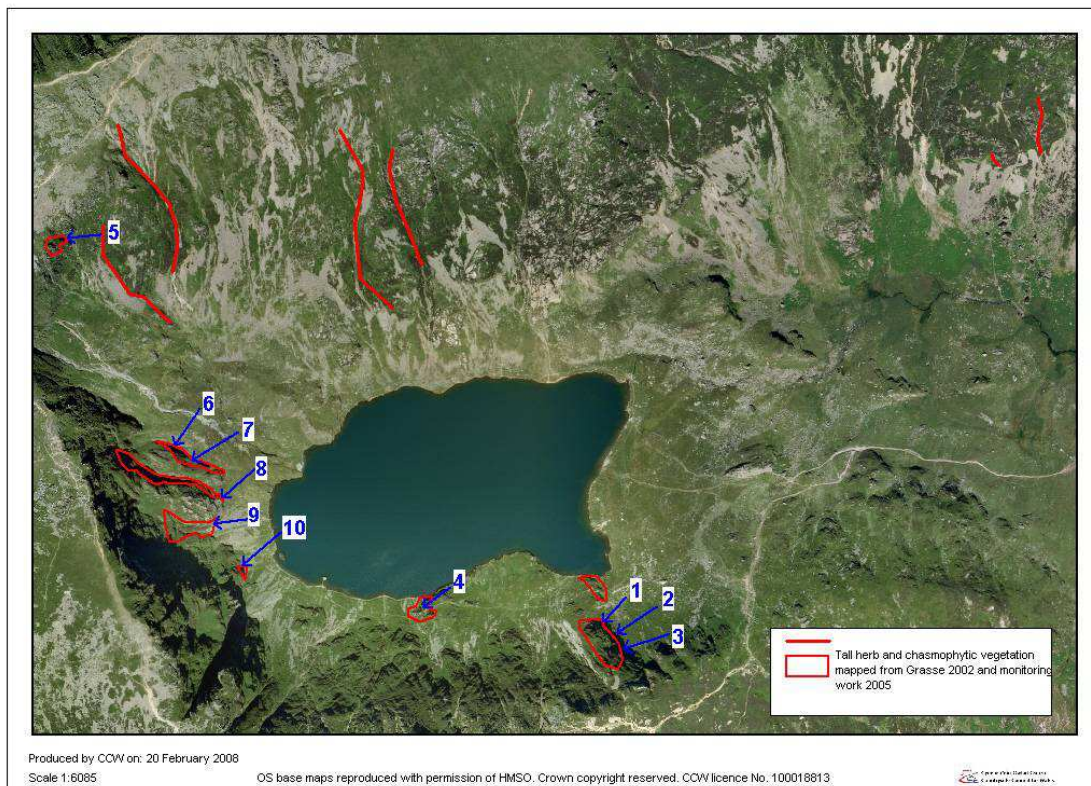 5
6
7
8
9
10
4
1
2
3
Tall herb and chasmophytic vegetation
mapped from Grasse 2002 and monitoring
work 2005
Produced by CCW on: 20 February 2008
Scale 1:6085
OS base maps reproduced with permission of HMSO. Crown copyright reserved. CCW licence No. 100018813